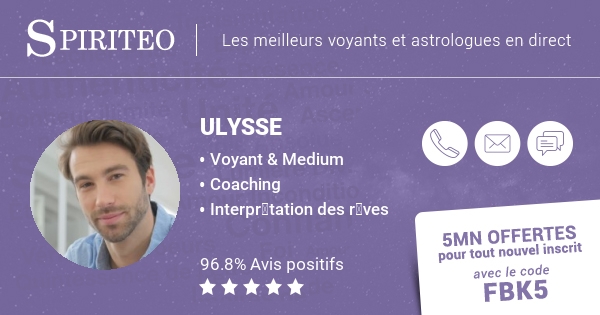 SPIRITEO
Les meilleurs voyants et astrologues en direct
ULYSSE
• Voyant & Medium
• Coaching
• Interpr▯tation des r▯ves
96.8% Avis positifs
5MN OFFERTES
pour tout nouvel inscrit
avec le code
FBK5